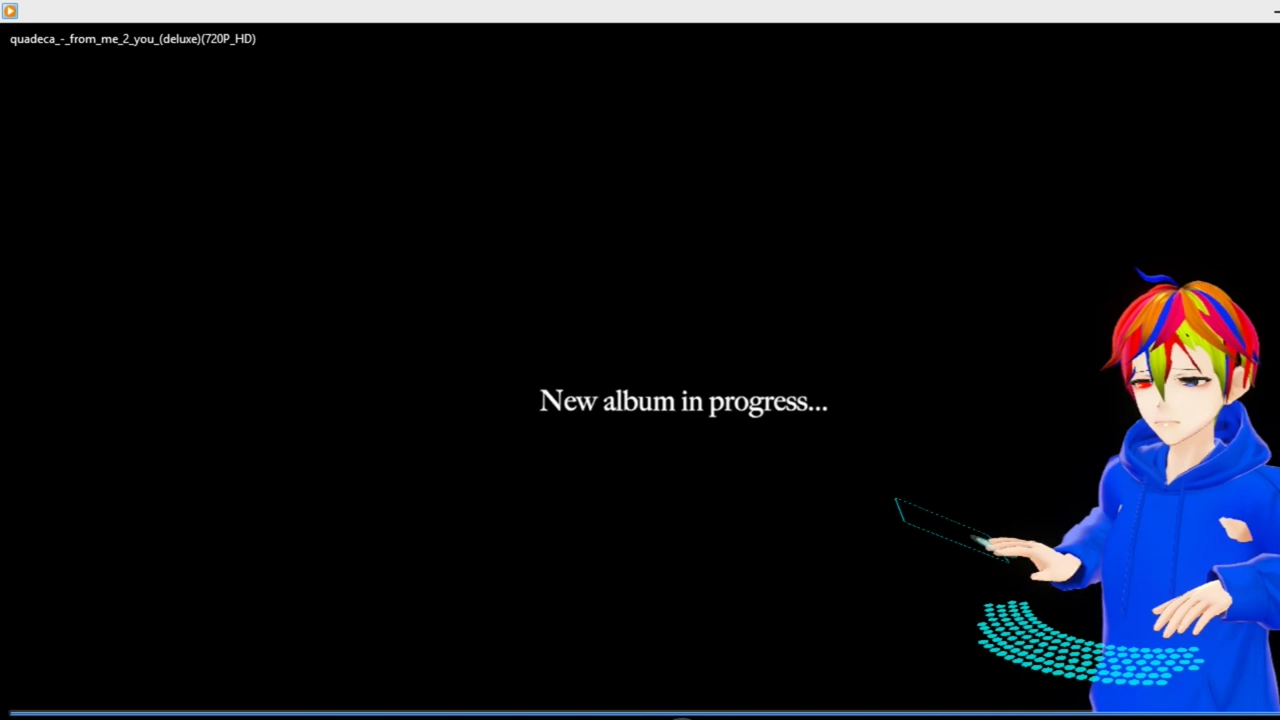 quadeca_-_from_me_2_you_(deluxe)(720P_HD)
New album in progress...